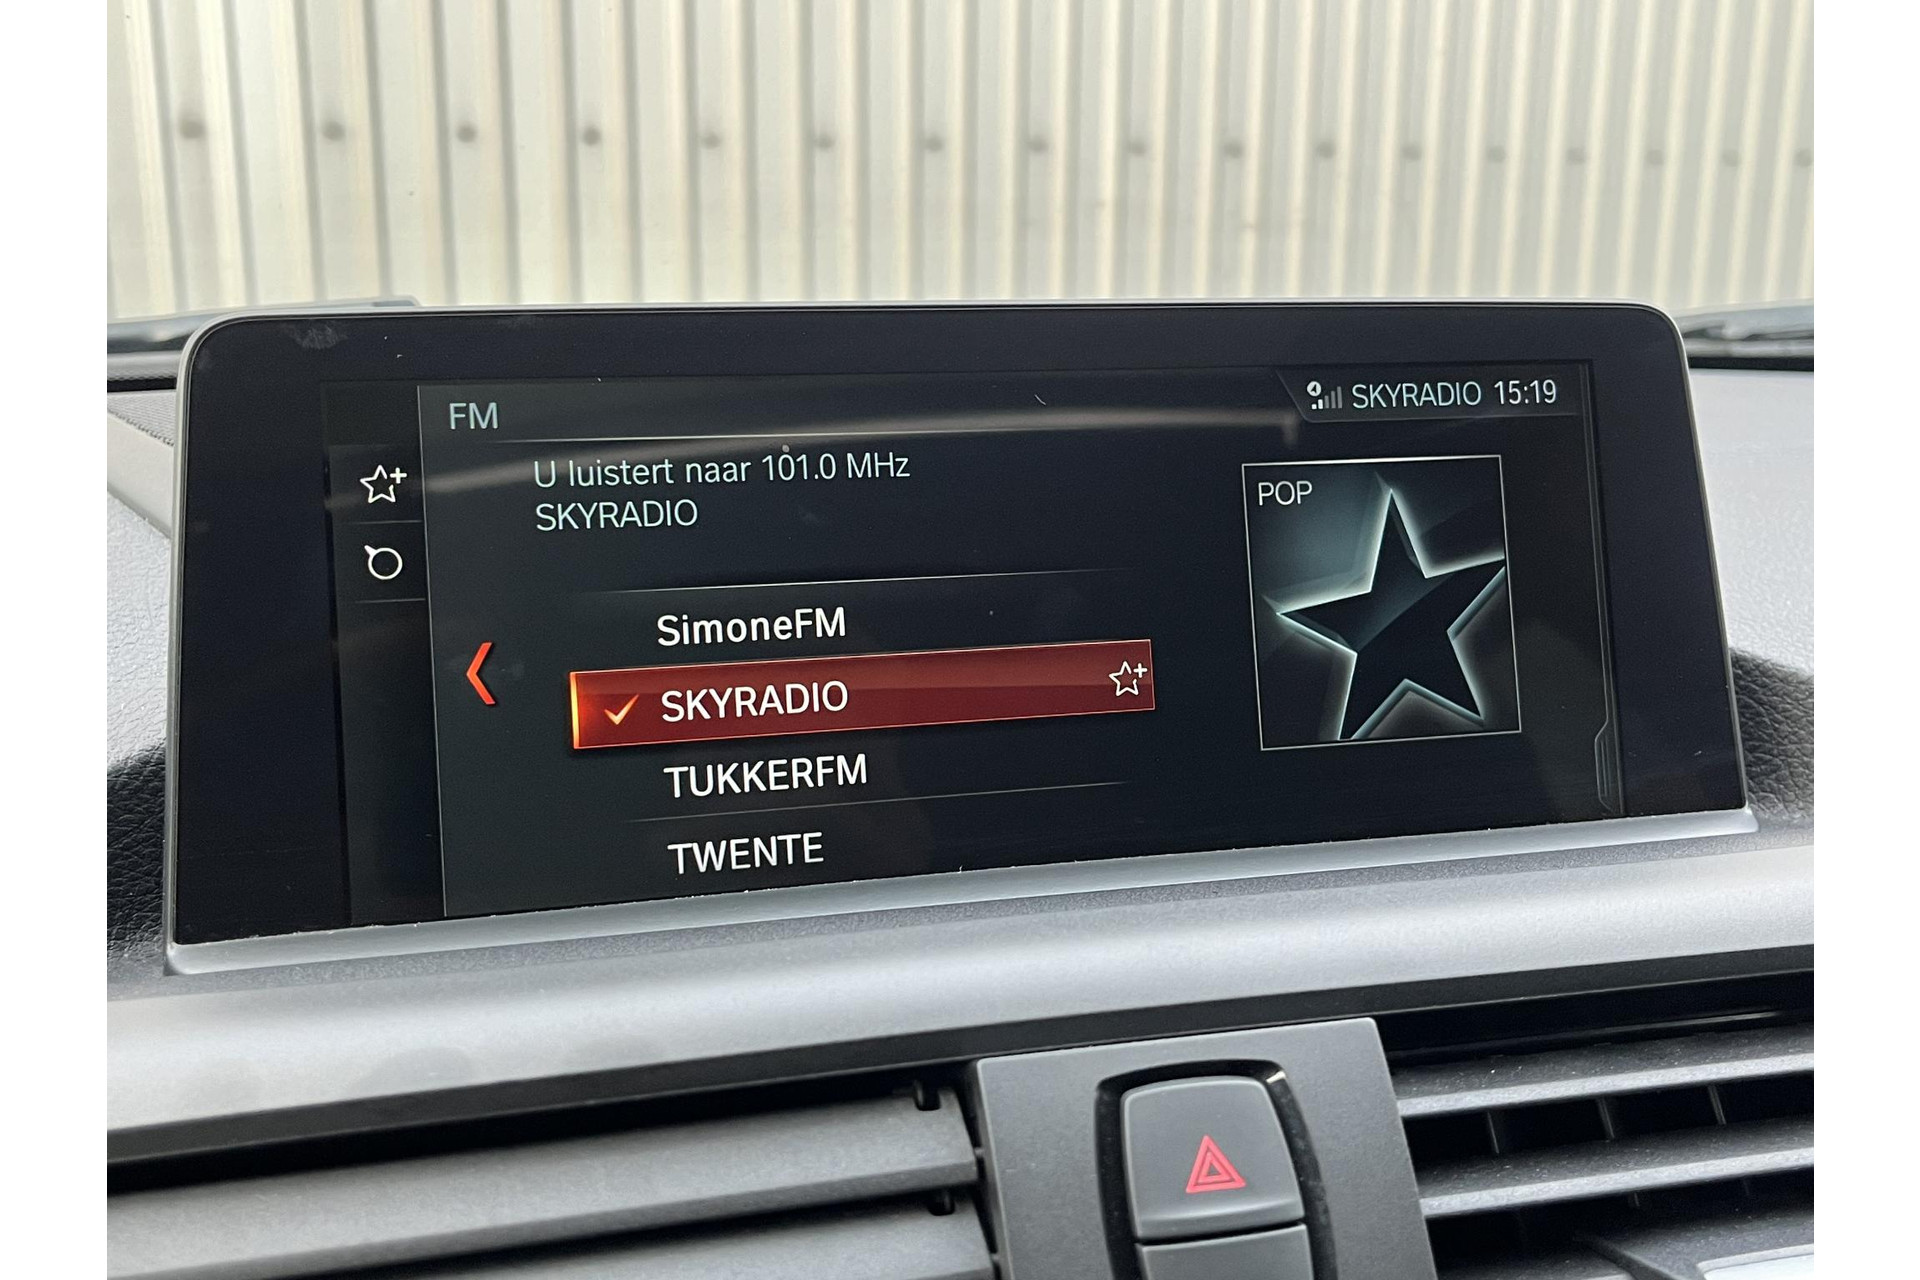 FM
SKYRADIO 15:19
U luistert naar 101.0 MHz
SKYRADIO
POP
SimoneFM
SKYRADIO
TUKKERFM
TWENTE